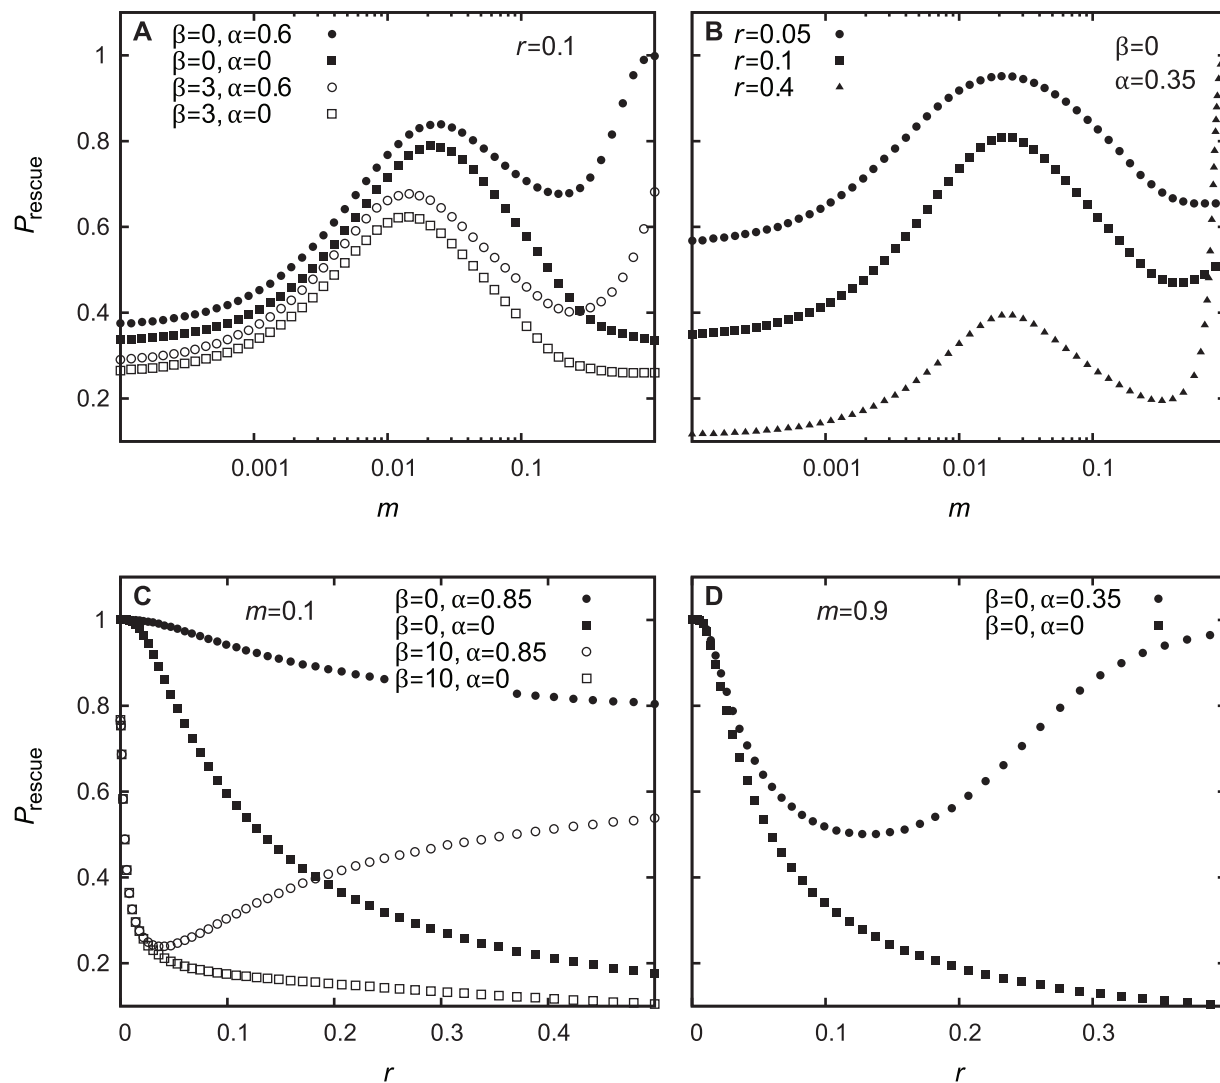 A
β=0, α=0.6
β=0, α=0
β=3, α=0.6
β=3, α=0
r=0.1
1
0.8
0.6
0.4
0.2
P rescue
0.001 0.01 0.1
m
B
r=0.05
r=0.1
r=0.4
β=0
α=0.35
0.001 0.01 0.1
m
C
m=0.1
β=0, α=0.85
β=0, α=0
β=10, α=0.85
β=10, α=0
1
0.8
0.6
0.4
0.2
P rescue
0 0.1 0.2 0.3 0.4
r
D
m=0.9
β=0, α=0.35
β=0, α=0
0 0.1 0.2 0.3
r